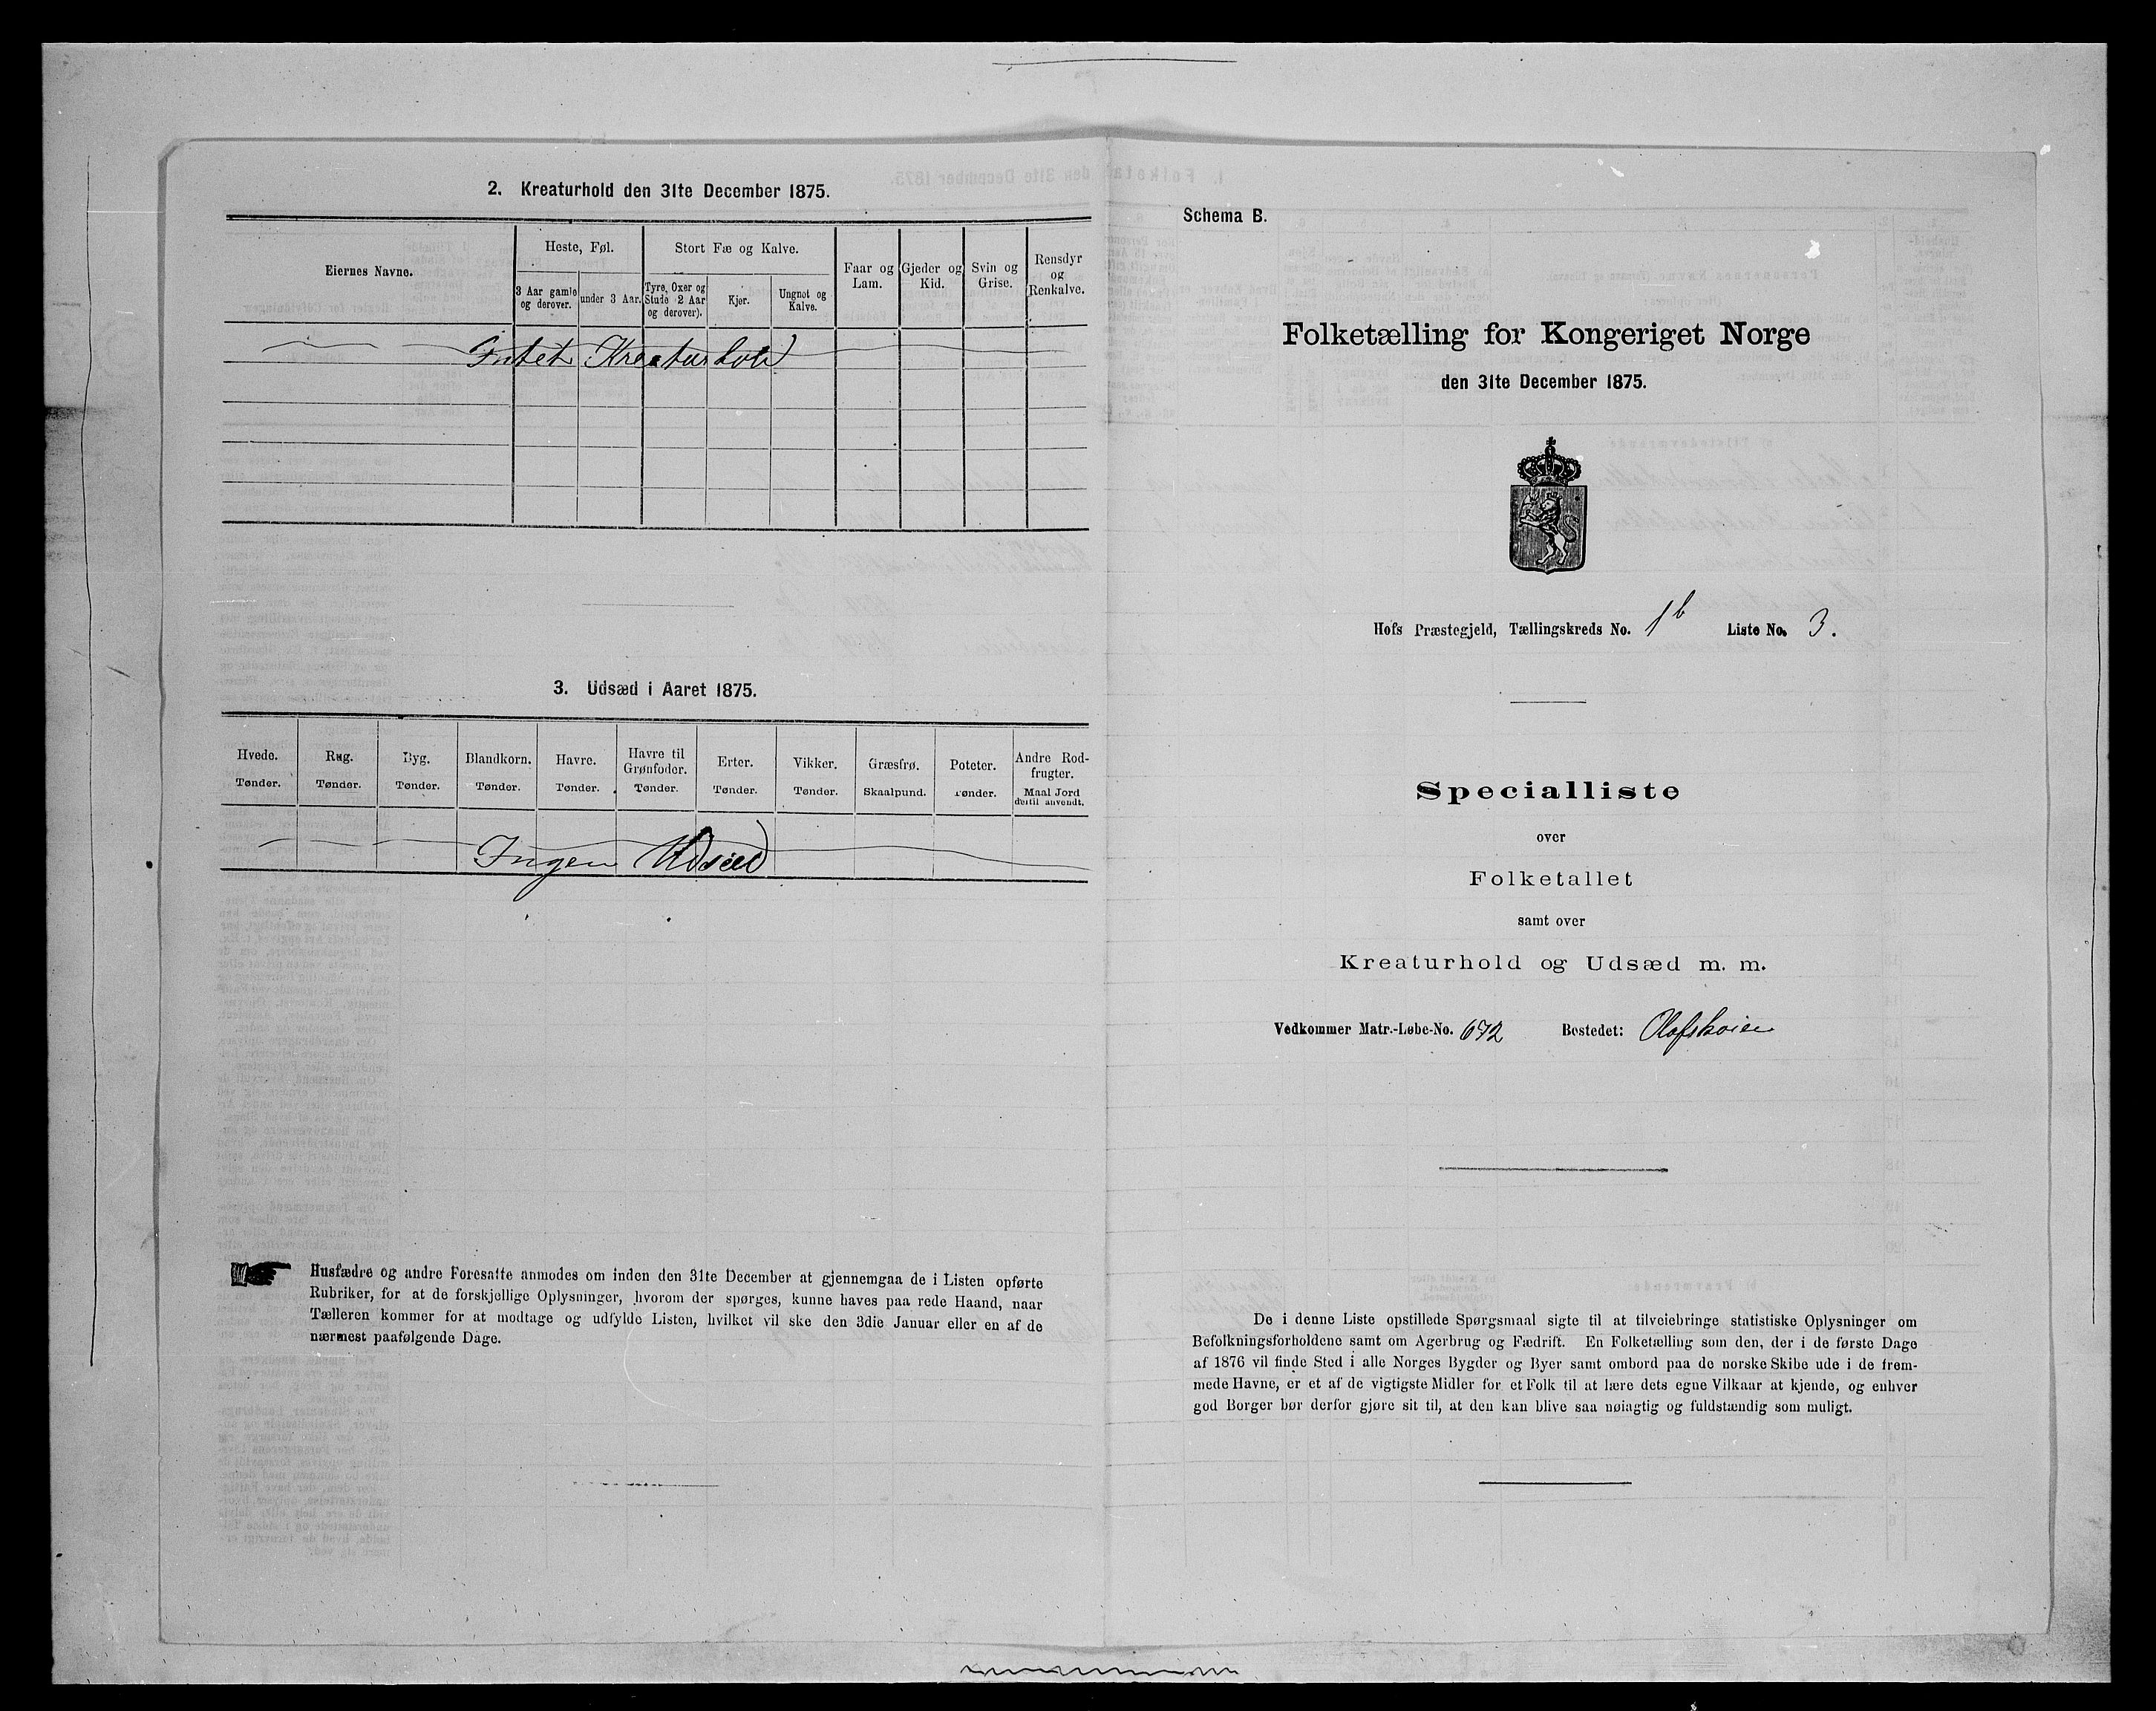 2. Kreaturhold den 31te December 1875.
Eiernes Navne.
Heste, Føl.
Stort Fæ og Kalve.
Faar og Lam.
Gjeder og Kid.
Svin og Grise.
Rensdyr og Renkalve.
3 Aar gamle og derover.
under 3 Aar.
Tyre, Oxer og Stude (2 Aar og derover).
Kjør.
Ungnøt og Kalve.
Intet Kreaturhold
3. Udsæd i Aaret 1875.
Hvede. Tønder.
Rug. Tønder.
Byg. Tønder.
Blandkorn. Tønder.
Havre. Tønder.
Havre til Grønfoder. Tønder.
Erter. Tønder.
Vikker. Tønder.
Græsfrø. Skaalpund.
Poteter. Tønder.
Andre Rodfrugter. Maal Jord dertil anvendt.
Ingen Udsæd
Husfædre og andre Foresatte anmodes om inden den 31te December at gjennemgaa de i Listen opførte
Rubriker, for at de forskjellige Oplysninger, hvorom der spørges, kunne haves paa rede Haand, naar
Tælleren kommer for at modtage og udfylde Listen, hvilket vil ske den 3die Januar eller en af de
nærmest paafølgende Dage.
Schema B.
Folketælling for Kongeriget Norge
den 31te December 1875.
Hofs Præstegjeld, Tællingskreds No. 1b Liste No. 3.
Specialliste
over
Folketallet
samt over
Kreaturhold og Udsæd m. m.
Vedkommer Matr.-Løbe-No. 672 Bostedet: Olafskoien
De i denne Liste opstillede Spørgsmaal sigte til at tilveiebringe statistiske Oplysninger om
Befolkningsforholdene samt om Agerbrug og Fædrift. En Folketælling som den, der i de første Dage
af 1876 vil finde Sted i alle Norges Bygder og Byer samt ombord paa de norske Skibe ude i de frem-
mede Havne, er et af de vigtigste Midler for et Folk til at lære dets egne Vilkaar at kjende, og enhver
god Borger bør derfor gjøre sit til, at den kan blive saa nøiagtig og fuldstændig som muligt.